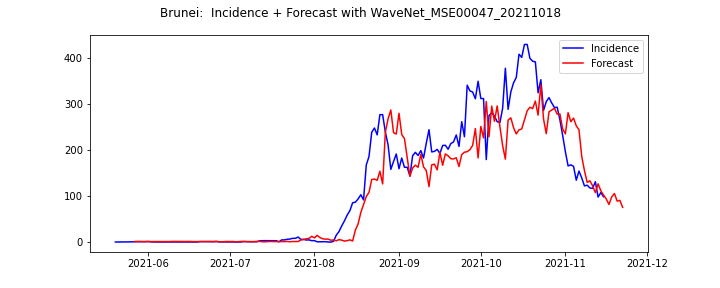 Brunei:  Incidence + Forecast with WaveNet_MSE00047_20211018
Incidence
Forecast
400
300
200
100
0
2021-06 2021-07 2021-08 2021-09 2021-10 2021-11 2021-12